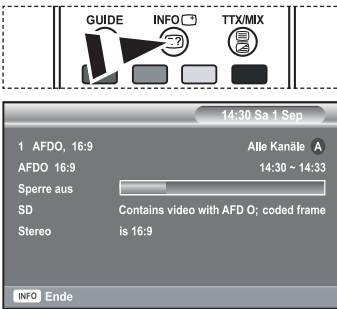 GUIDE INFO TTX/MIX
?
14:30 Sa 1 Sep
1 AFDO, 16:9 Alle Kanäle A
AFDO 16:9 14:30 ~ 14:33
Sperre aus
SD Contains video with AFD O; coded frame
Stereo is 16:9
INFO Ende